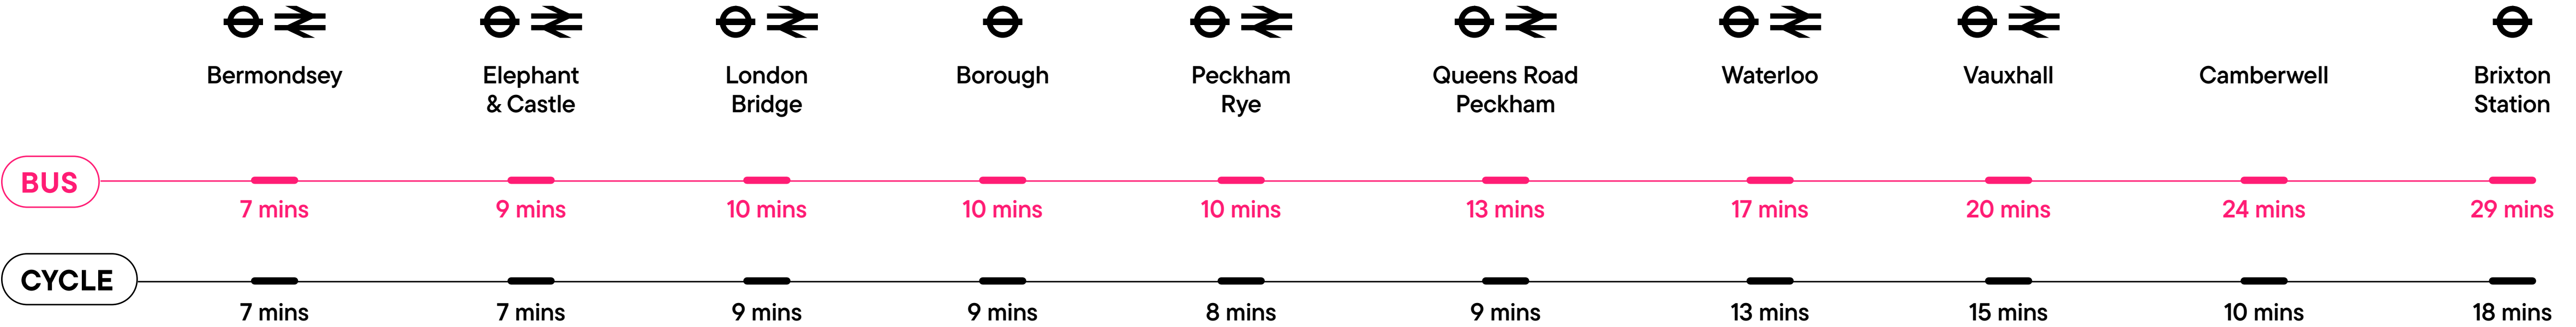 Bermondsey
Elephant
& Castle
London
Bridge
Borough
Peckham
Rye
Queens Road
Peckham
Waterloo
Vauxhall
Camberwell
Brixton
Station
BUS
7 mins
9 mins
10 mins
10 mins
10 mins
13 mins
17 mins
20 mins
24 mins
29 mins
CYCLE
7 mins
7 mins
9 mins
9 mins
8 mins
9 mins
13 mins
15 mins
10 mins
18 mins